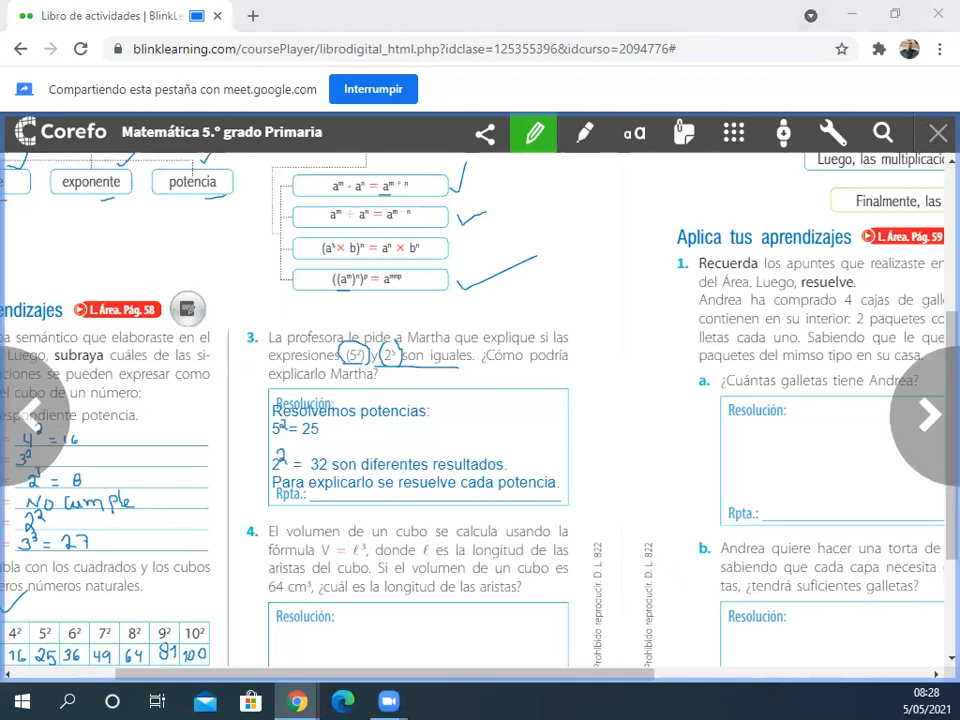 Libro de actividades | BlinkLe
blinklearning.com/coursePlayer/librodigital_html.php?idclase=125355396&idcurso=2094776#
Compartiendo esta pestaña con meet.google.com
Interrumpir
Corefo
Matemática 5.º grado Primaria
aa
exponente
potencia
aᵐ · aⁿ = aᵐ⁺ⁿ
aᵐ ÷ aⁿ = aᵐ⁻ⁿ
(a × b)ⁿ = aⁿ × bⁿ
((aᵐ)ⁿ)ᵖ = aᵐⁿᵖ
ndizajes
L. Área. Pág. 58
a semántico que elaboraste en el
Luego, subraya cuáles de las si-
ciones se pueden expresar como
el cubo de un número:
respondiente potencia.
4² = 16
3²
2³ = 8
NO Cumple
2²
3³ = 27
abla con los cuadrados y los cubos
eros números naturales.
4² 5² 6² 7² 8² 9² 10²
16 25 36 49 64 81 100
3. La profesora le pide a Martha que explique si las
expresiones (5²) y 2⁵ son iguales. ¿Cómo podría
explicarlo Martha?
Resolución:
Resolvemos potencias:
5² = 25
2² = 32 son diferentes resultados.
Para explicarlo se resuelve cada potencia.
Rpta.:
4. El volumen de un cubo se calcula usando la
fórmula V = ℓ³, donde ℓ es la longitud de las
aristas del cubo. Si el volumen de un cubo es
64 cm³, ¿cuál es la longitud de las aristas?
Resolución:
Prohibido reproducir. D. L. 822
Prohibido reproducir. D. L. 822
Luego, las multiplicacio
Finalmente, las
Aplica tus aprendizajes
L. Área. Pág. 59
1. Recuerda los apuntes que realizaste en
del Área. Luego, resuelve.
Andrea ha comprado 4 cajas de gall
contienen en su interior: 2 paquetes co
lletas cada uno. Sabiendo que le que
paquetes del mimso tipo en su casa.
a. ¿Cuántas galletas tiene Andrea?
Resolución:
Rpta.:
b. Andrea quiere hacer una torta de
sabiendo que cada capa necesita
tas, ¿tendrá suficientes galletas?
Resolución:
08:28
5/05/2021